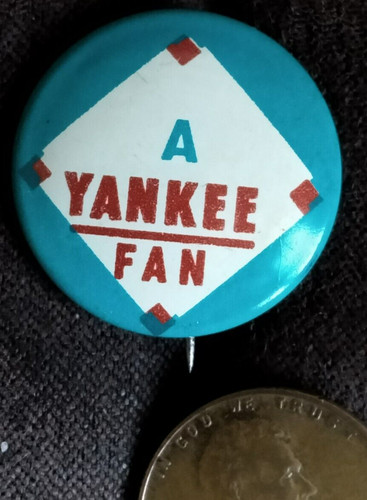 A
YANKEE
FAN
IN GOD WE TRUST